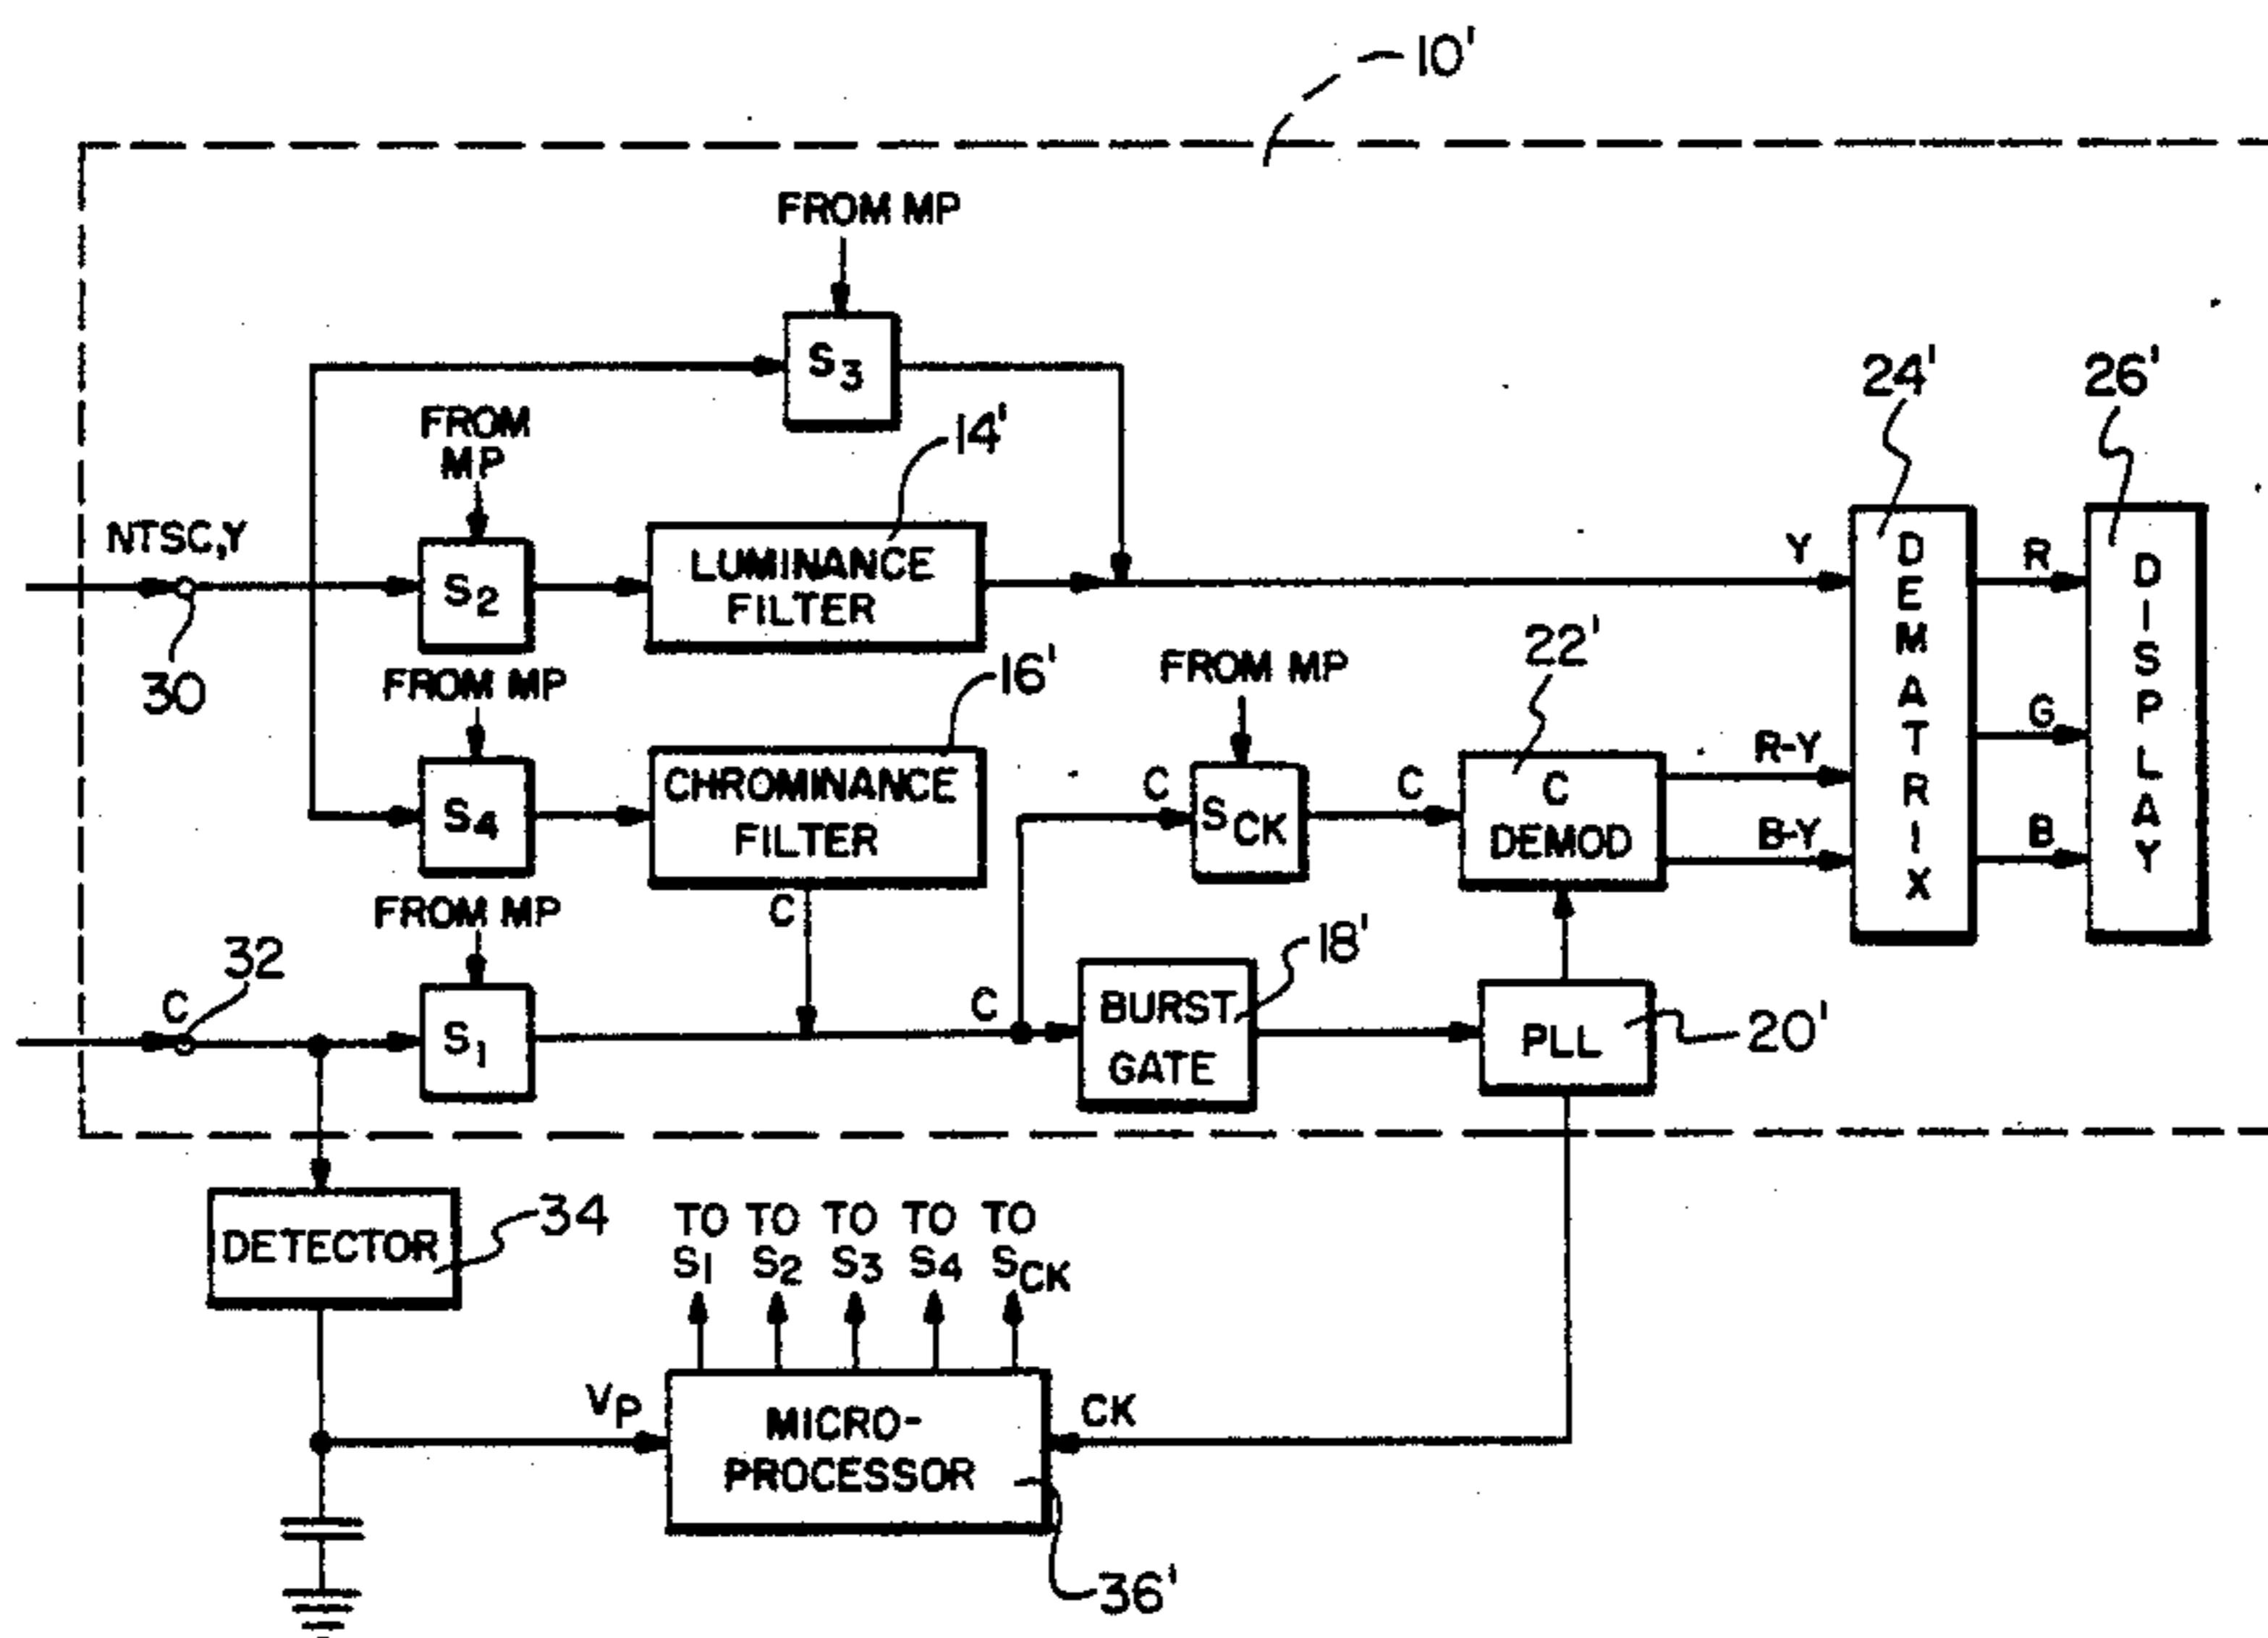 10'
FROM MP
S3
24'
26'
FROM
MP
14'
NTSC,Y
S2
LUMINANCE
FILTER
Y
DEMATRIX
R
DISPLAY
30
FROM MP
16'
FROM MP
22'
G
S4
CHROMINANCE
FILTER
C
SCK
C
C
DEMOD
R-Y
B-Y
B
FROM MP
C
32
C
S1
C
BURST
GATE
18'
PLL
20'
DETECTOR
34
TO
S1
TO
S2
TO
S3
TO
S4
TO
SCK
VP
MICRO-
PROCESSOR
CK
36'